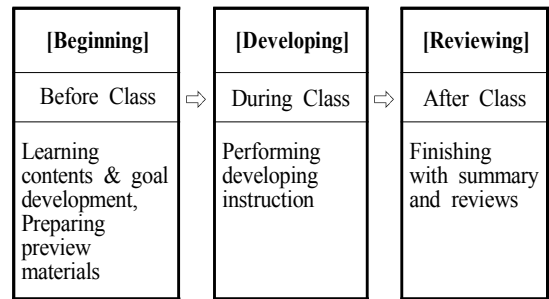 [Beginning]
Before Class
Learning
contents & goal
development,
Preparing
preview
materials
[Developing]
During Class
Performing
developing
instruction
[Reviewing]
After Class
Finishing
with summary
and reviews